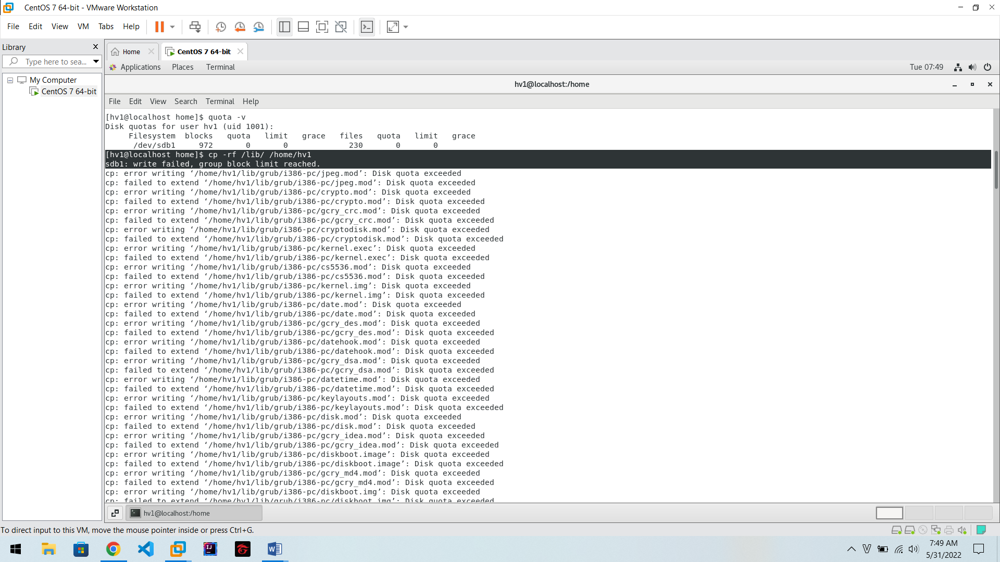 CentOS 7 64-bit - VMware Workstation
File Edit View VM Tabs Help
Library
Type here to sea...
My Computer
CentOS 7 64-bit
Home
CentOS 7 64-bit
Applications Places Terminal
Tue 07:49
hv1@localhost:/home
File Edit View Search Terminal Help
[hv1@localhost home]$ quota -v
Disk quotas for user hv1 (uid 1001):
Filesystem blocks quota limit grace files quota limit grace
/dev/sdb1 972 0 0 230 0 0
[hv1@localhost home]$ cp -rf /lib/ /home/hv1
sdb1: write failed, group block limit reached.
cp: error writing ‘/home/hv1/lib/grub/i386-pc/jpeg.mod’: Disk quota exceeded
cp: failed to extend ‘/home/hv1/lib/grub/i386-pc/jpeg.mod’: Disk quota exceeded
cp: error writing ‘/home/hv1/lib/grub/i386-pc/crypto.mod’: Disk quota exceeded
cp: failed to extend ‘/home/hv1/lib/grub/i386-pc/crypto.mod’: Disk quota exceeded
cp: error writing ‘/home/hv1/lib/grub/i386-pc/gcry_crc.mod’: Disk quota exceeded
cp: failed to extend ‘/home/hv1/lib/grub/i386-pc/gcry_crc.mod’: Disk quota exceeded
cp: error writing ‘/home/hv1/lib/grub/i386-pc/cryptodisk.mod’: Disk quota exceeded
cp: failed to extend ‘/home/hv1/lib/grub/i386-pc/cryptodisk.mod’: Disk quota exceeded
cp: error writing ‘/home/hv1/lib/grub/i386-pc/kernel.exec’: Disk quota exceeded
cp: failed to extend ‘/home/hv1/lib/grub/i386-pc/kernel.exec’: Disk quota exceeded
cp: error writing ‘/home/hv1/lib/grub/i386-pc/cs5536.mod’: Disk quota exceeded
cp: failed to extend ‘/home/hv1/lib/grub/i386-pc/cs5536.mod’: Disk quota exceeded
cp: error writing ‘/home/hv1/lib/grub/i386-pc/kernel.img’: Disk quota exceeded
cp: failed to extend ‘/home/hv1/lib/grub/i386-pc/kernel.img’: Disk quota exceeded
cp: error writing ‘/home/hv1/lib/grub/i386-pc/date.mod’: Disk quota exceeded
cp: failed to extend ‘/home/hv1/lib/grub/i386-pc/date.mod’: Disk quota exceeded
cp: error writing ‘/home/hv1/lib/grub/i386-pc/gcry_des.mod’: Disk quota exceeded
cp: failed to extend ‘/home/hv1/lib/grub/i386-pc/gcry_des.mod’: Disk quota exceeded
cp: error writing ‘/home/hv1/lib/grub/i386-pc/datehook.mod’: Disk quota exceeded
cp: failed to extend ‘/home/hv1/lib/grub/i386-pc/datehook.mod’: Disk quota exceeded
cp: error writing ‘/home/hv1/lib/grub/i386-pc/gcry_dsa.mod’: Disk quota exceeded
cp: failed to extend ‘/home/hv1/lib/grub/i386-pc/gcry_dsa.mod’: Disk quota exceeded
cp: error writing ‘/home/hv1/lib/grub/i386-pc/datetime.mod’: Disk quota exceeded
cp: failed to extend ‘/home/hv1/lib/grub/i386-pc/datetime.mod’: Disk quota exceeded
cp: error writing ‘/home/hv1/lib/grub/i386-pc/keylayouts.mod’: Disk quota exceeded
cp: failed to extend ‘/home/hv1/lib/grub/i386-pc/keylayouts.mod’: Disk quota exceeded
cp: error writing ‘/home/hv1/lib/grub/i386-pc/disk.mod’: Disk quota exceeded
cp: failed to extend ‘/home/hv1/lib/grub/i386-pc/disk.mod’: Disk quota exceeded
cp: error writing ‘/home/hv1/lib/grub/i386-pc/gcry_idea.mod’: Disk quota exceeded
cp: failed to extend ‘/home/hv1/lib/grub/i386-pc/gcry_idea.mod’: Disk quota exceeded
cp: error writing ‘/home/hv1/lib/grub/i386-pc/diskboot.image’: Disk quota exceeded
cp: failed to extend ‘/home/hv1/lib/grub/i386-pc/diskboot.image’: Disk quota exceeded
cp: error writing ‘/home/hv1/lib/grub/i386-pc/gcry_md4.mod’: Disk quota exceeded
cp: failed to extend ‘/home/hv1/lib/grub/i386-pc/gcry_md4.mod’: Disk quota exceeded
cp: error writing ‘/home/hv1/lib/grub/i386-pc/diskboot.img’: Disk quota exceeded
cp: failed to extend ‘/home/hv1/lib/grub/i386-pc/diskboot.img’: Disk quota exceeded
hv1@localhost:/home
To direct input to this VM, move the mouse pointer inside or press Ctrl+G.
7:49 AM
5/31/2022